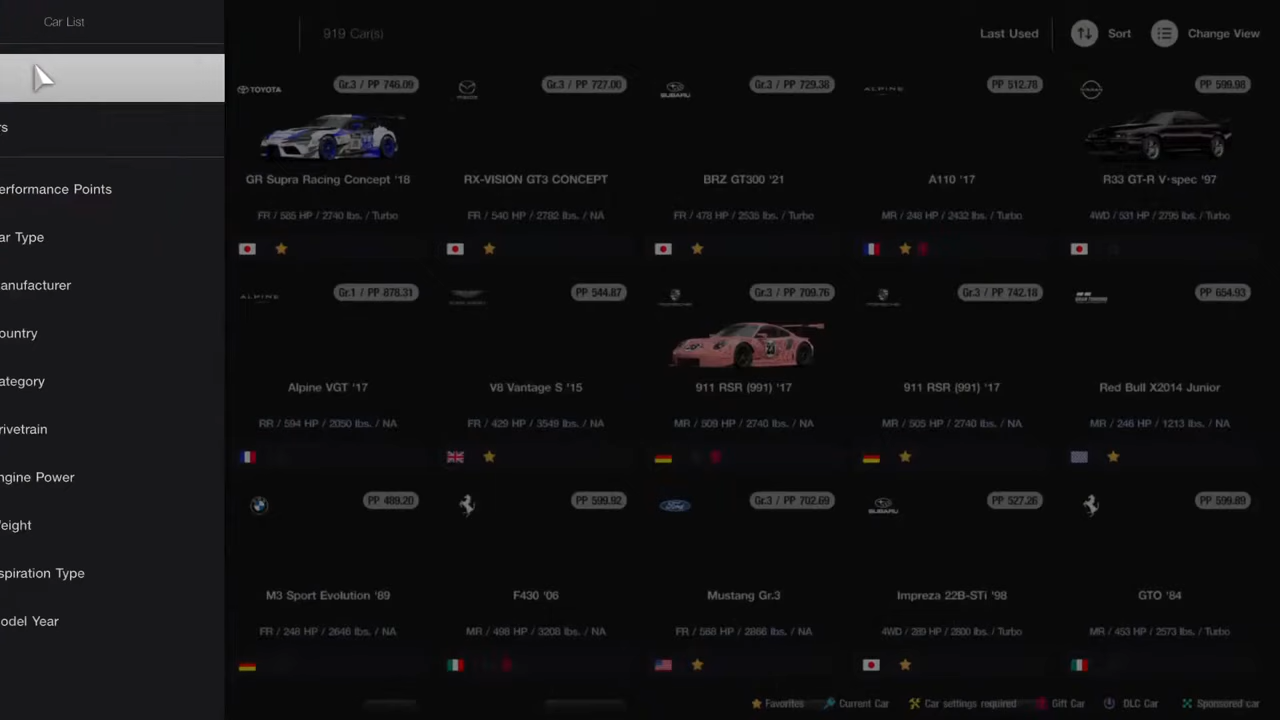 Car List
919 Car(s)
Last Used
Sort
Change View
rs
erformance Points
ar Type
anufacturer
ountry
ategory
rivetrain
ngine Power
eight
spiration Type
odel Year
TOYOTA
Gr.3 / PP 746.09
GR Supra Racing Concept '18
FR / 585 HP / 2740 lbs. / Turbo
Gr.3 / PP 727.00
RX-VISION GT3 CONCEPT
FR / 540 HP / 2782 lbs. / NA
SUBARU
Gr.3 / PP 729.38
BRZ GT300 '21
FR / 478 HP / 2535 lbs. / Turbo
ALPINE
PP 512.78
A110 '17
MR / 248 HP / 2432 lbs. / Turbo
PP 599.98
R33 GT-R V·spec '97
4WD / 531 HP / 2795 lbs. / Turbo
ALPINE
Gr.1 / PP 878.31
Alpine VGT '17
RR / 594 HP / 2050 lbs. / NA
PP 544.87
V8 Vantage S '15
FR / 429 HP / 3549 lbs. / NA
PORSCHE
Gr.3 / PP 709.76
911 RSR (991) '17
MR / 509 HP / 2740 lbs. / NA
PORSCHE
Gr.3 / PP 742.18
911 RSR (991) '17
MR / 505 HP / 2740 lbs. / NA
PP 654.93
Red Bull X2014 Junior
MR / 246 HP / 1213 lbs. / NA
PP 489.20
M3 Sport Evolution '89
FR / 248 HP / 2646 lbs. / NA
PP 599.92
F430 '06
MR / 498 HP / 3208 lbs. / NA
Ford
Gr.3 / PP 702.69
Mustang Gr.3
FR / 568 HP / 2866 lbs. / NA
SUBARU
PP 527.26
Impreza 22B-STi '98
4WD / 289 HP / 2800 lbs. / Turbo
PP 599.89
GTO '84
MR / 453 HP / 2573 lbs. / Turbo
Favorites
Current Car
Car settings required
Gift Car
DLC Car
Sponsored car